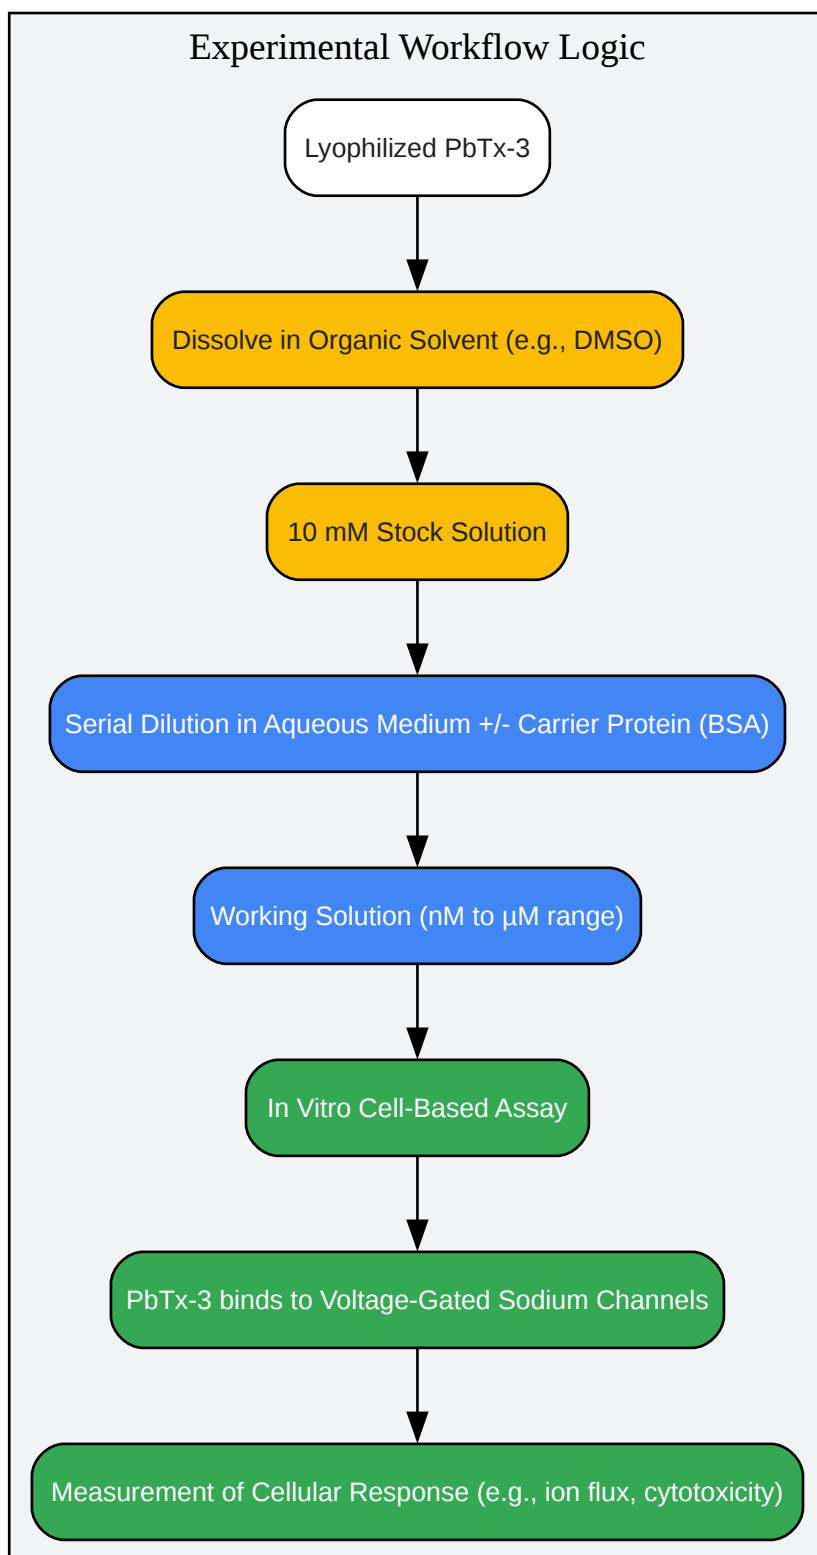 Experimental Workflow Logic
Lyophilized PbTx-3
Dissolve in Organic Solvent (e.g., DMSO)
10 mM Stock Solution
Serial Dilution in Aqueous Medium +/- Carrier Protein (BSA)
Working Solution (nM to µM range)
In Vitro Cell-Based Assay
PbTx-3 binds to Voltage-Gated Sodium Channels
Measurement of Cellular Response (e.g., ion flux, cytotoxicity)